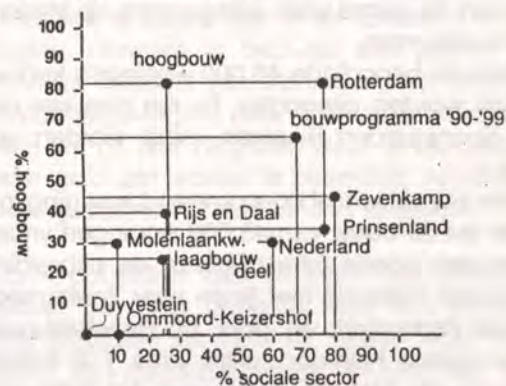 100
hoogbouw
90
80
Rotterdam
70
bouwprogramma '90-'99
60
50
Zevenkamp
40
Rijs en Daal
Prinsenland
30
Molenlaankw.
Nederland
laagbouw
20
deel
10
Duyvestein
Ommoord-Keizershof
10 20 30 40 50 60 70 80 90 100
% sociale sector
% hoogbouw